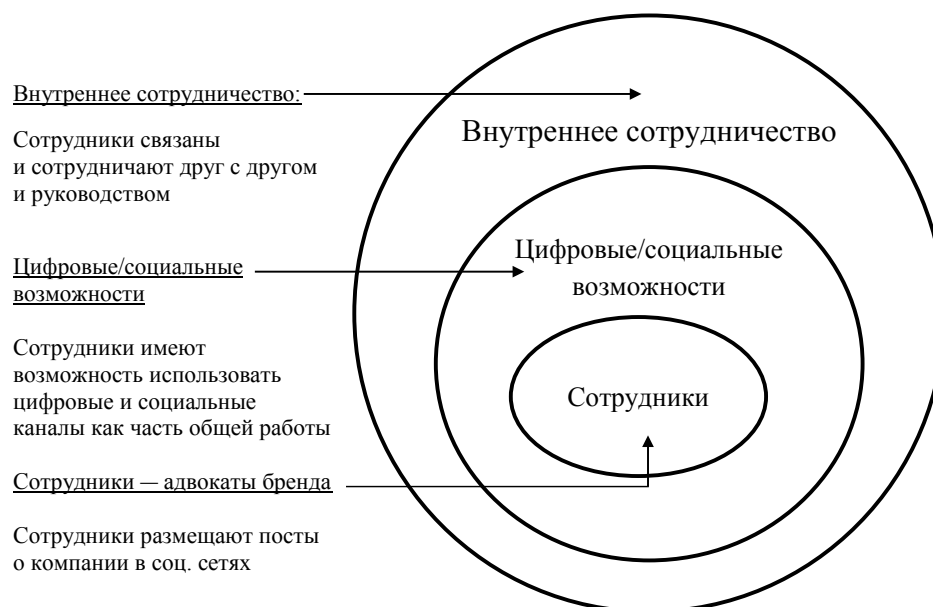 Внутреннее сотрудничество:
Сотрудники связаны
и сотрудничают друг с другом
и руководством
Цифровые/социальные
возможности
Сотрудники имеют
возможность использовать
цифровые и социальные
каналы как часть общей работы
Сотрудники — адвокаты бренда
Сотрудники размещают посты
о компании в соц. сетях
Внутреннее сотрудничество
Цифровые/социальные
возможности
Сотрудники